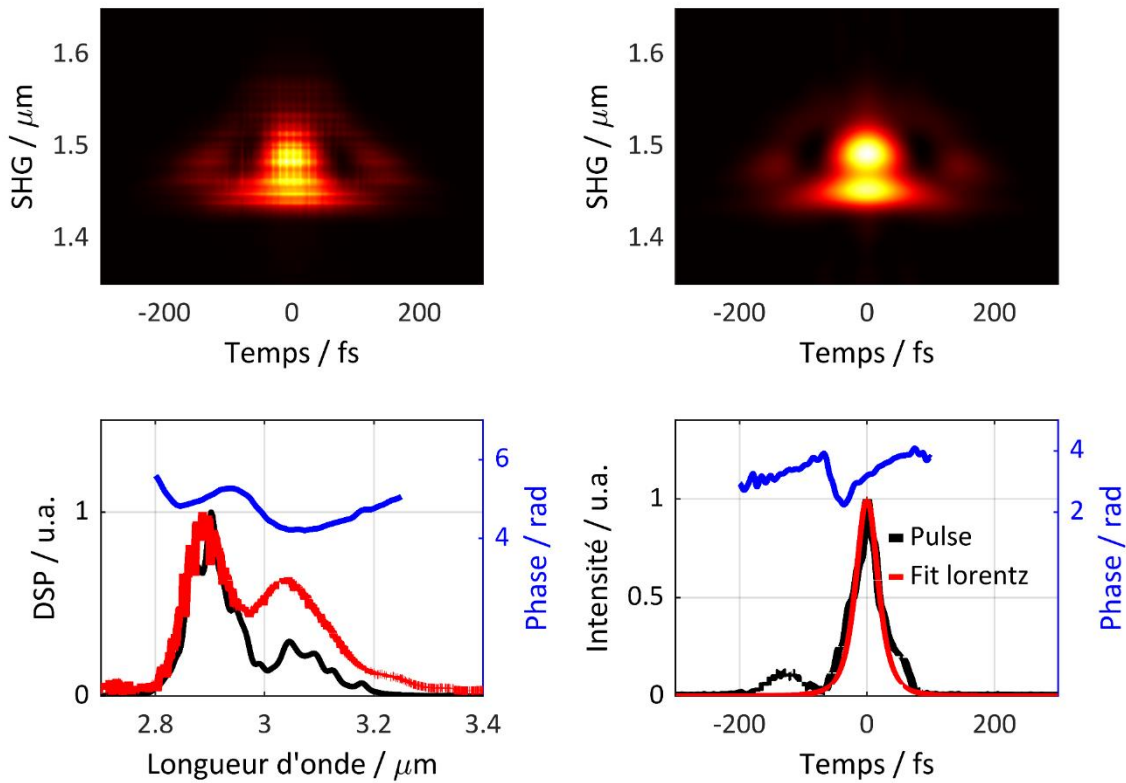 1.6
1.5
1.4
SHG / μm
-200 0 200
Temps / fs
1.6
1.5
1.4
SHG / μm
-200 0 200
Temps / fs
1
0
DSP / u.a.
6
4
Phase / rad
2.8 3 3.2 3.4
Longueur d'onde / μm
1
0.5
0
Intensité / u.a.
4
2
Phase / rad
Pulse
Fit lorentz
-200 0 200
Temps / fs